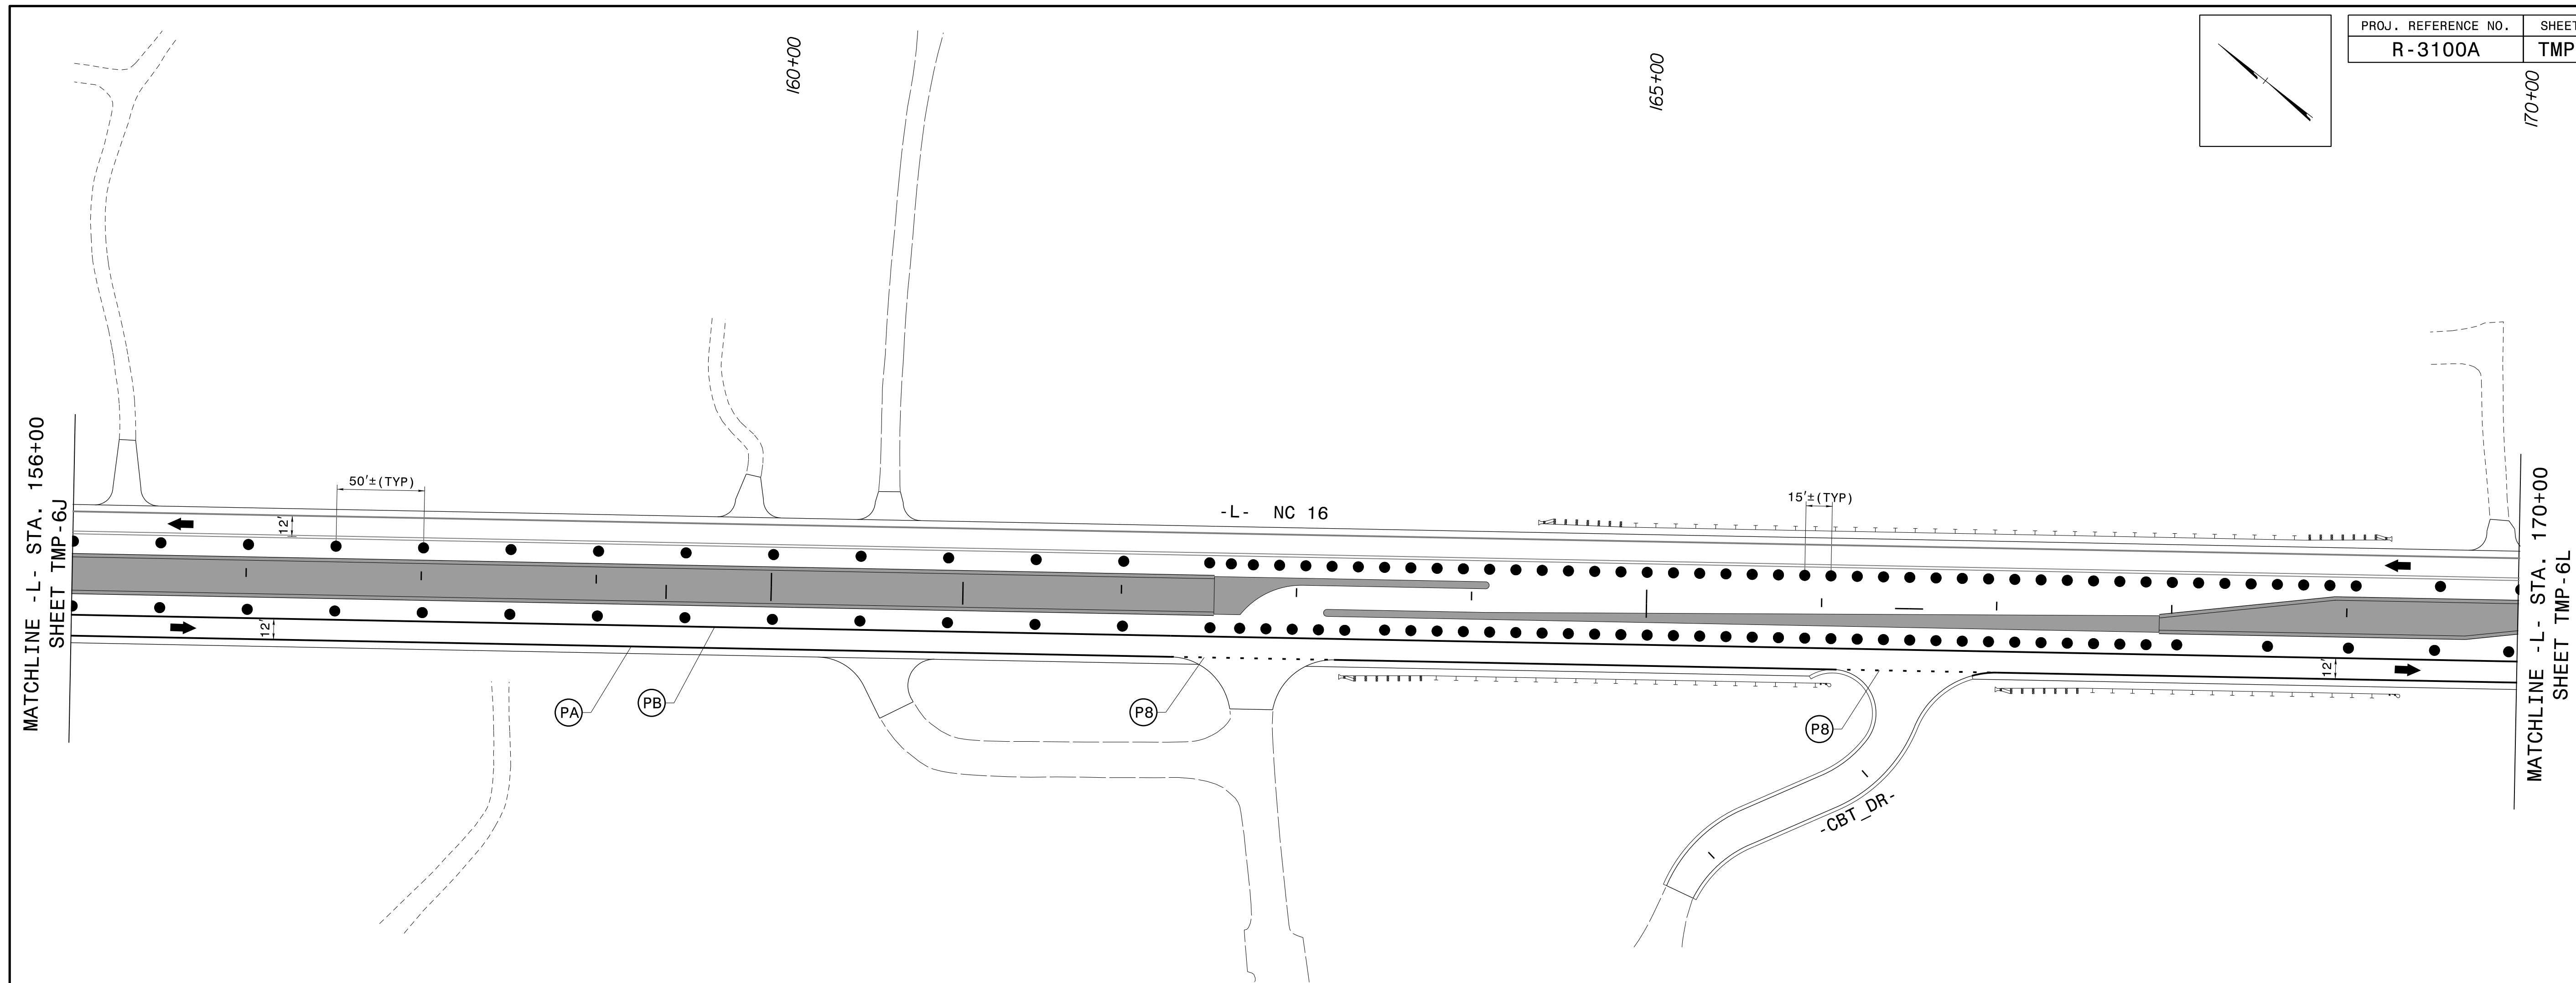 PROJ. REFERENCE NO. SHEET
R-3100A TMP
160+00
165+00
170+00
MATCHLINE -L- STA. 156+00
SHEET TMP-6J
50'±(TYP)
12'
12'
-L- NC 16
15'±(TYP)
12'
PA
PB
P8
P8
-CBT_DR-
MATCHLINE -L- STA. 170+00
SHEET TMP-6L